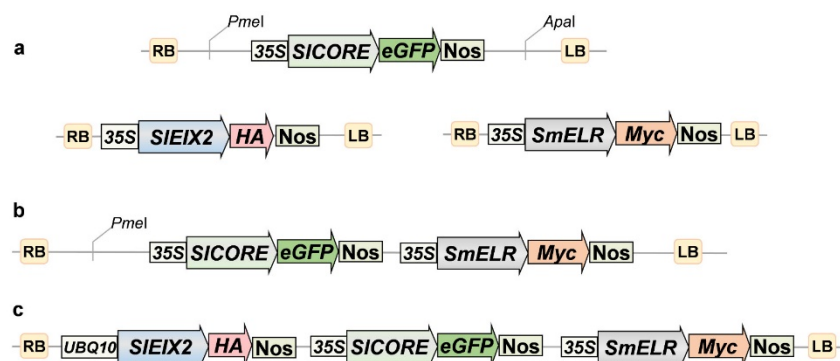 PmeI ApaI
a RB 35S SlCORE eGFP Nos LB
RB 35S SlEIX2 HA Nos LB RB 35S SmELR Myc Nos LB
b PmeI
RB 35S SlCORE eGFP Nos 35S SmELR Myc Nos LB
c
RB UBQ10 SlEIX2 HA Nos 35S SlCORE eGFP Nos 35S SmELR Myc Nos LB